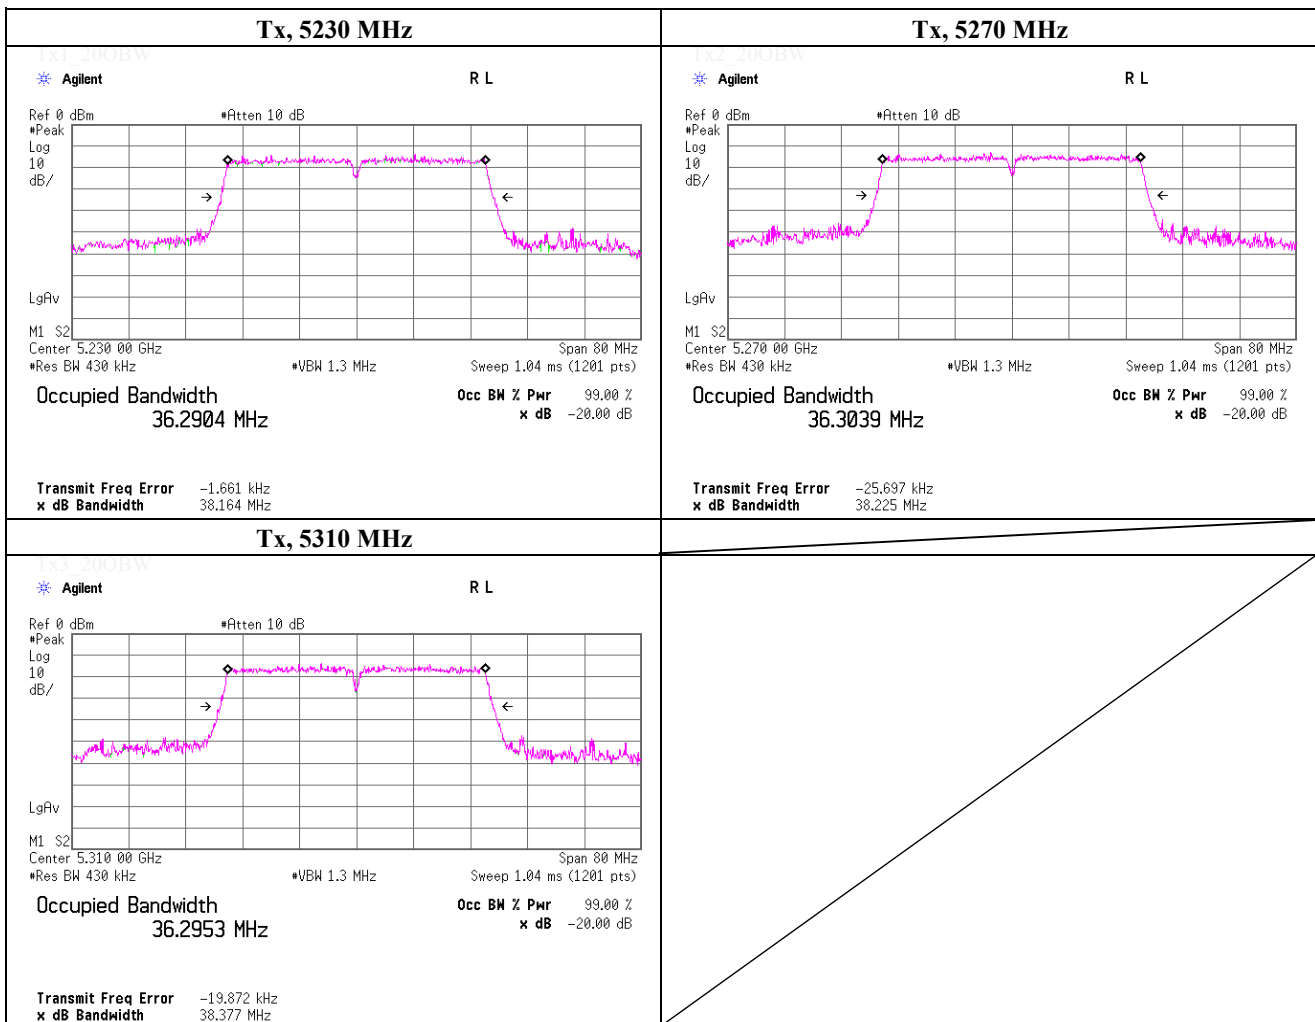 Tx, 5230 MHz
Tx1_20OBW
Agilent R L
Ref 0 dBm #Atten 10 dB
#Peak
Log
10
dB/
LgAv
M1 S2
Center 5.230 00 GHz Span 80 MHz
#Res BW 430 kHz #VBW 1.3 MHz Sweep 1.04 ms (1201 pts)
Occupied Bandwidth Occ BW % Pwr 99.00 %
36.2904 MHz x dB -20.00 dB
Transmit Freq Error -1.661 kHz
x dB Bandwidth 38.164 MHz
Tx, 5270 MHz
Tx2_20OBW
Agilent R L
Ref 0 dBm #Atten 10 dB
#Peak
Log
10
dB/
LgAv
M1 S2
Center 5.270 00 GHz Span 80 MHz
#Res BW 430 kHz #VBW 1.3 MHz Sweep 1.04 ms (1201 pts)
Occupied Bandwidth Occ BW % Pwr 99.00 %
36.3039 MHz x dB -20.00 dB
Transmit Freq Error -25.697 kHz
x dB Bandwidth 38.225 MHz
Tx, 5310 MHz
Tx3_20OBW
Agilent R L
Ref 0 dBm #Atten 10 dB
#Peak
Log
10
dB/
LgAv
M1 S2
Center 5.310 00 GHz Span 80 MHz
#Res BW 430 kHz #VBW 1.3 MHz Sweep 1.04 ms (1201 pts)
Occupied Bandwidth Occ BW % Pwr 99.00 %
36.2953 MHz x dB -20.00 dB
Transmit Freq Error -19.872 kHz
x dB Bandwidth 38.377 MHz